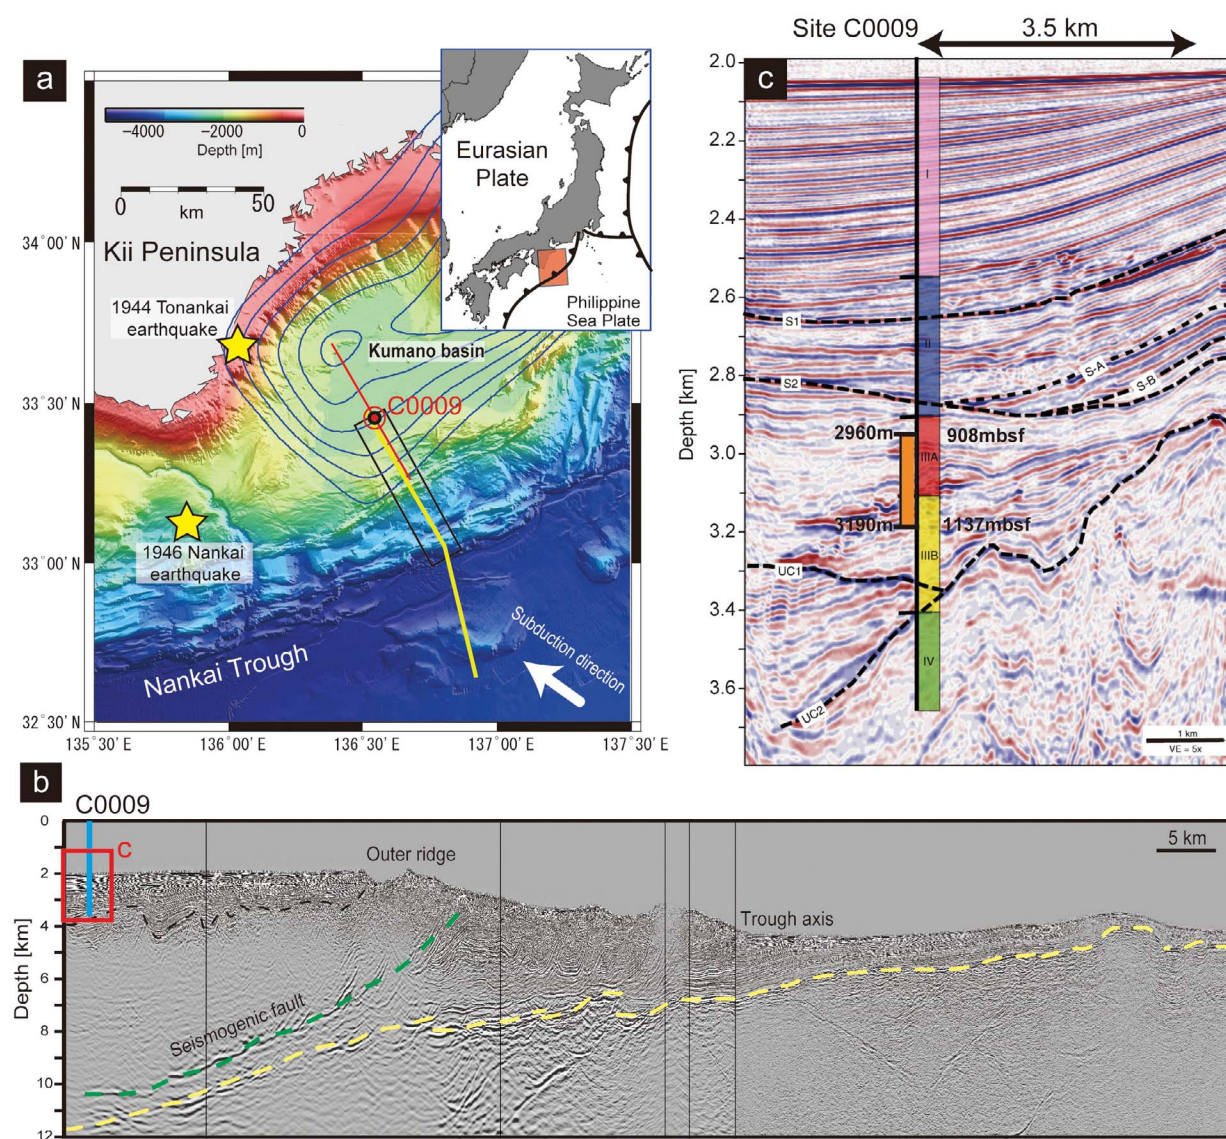 a
−4000 −2000 0
Depth [m]
0 50
km
Kii Peninsula
1944 Tonankai
earthquake
Kumano basin
C0009
1946 Nankai
earthquake
Nankai Trough
Subduction direction
34°00' N
33°30' N
33°00' N
32°30' N
135°30' E 136°00' E 136°30' E 137°00' E 137°30' E
Eurasian
Plate
Philippine
Sea Plate
Site C0009 3.5 km
c
Depth [km]
2.0
2.2
2.4
2.6
2.8
3.0
3.2
3.4
3.6
I
II
IIIA
IIIB
IV
S1
S2
S-A
S-B
2960m 908mbsf
3190m 1137mbsf
UC1
UC2
1 km
VE = 5x
b
C0009
C
Outer ridge
Trough axis
Seismogenic fault
5 km
Depth [km]
0
2
4
6
8
10
12